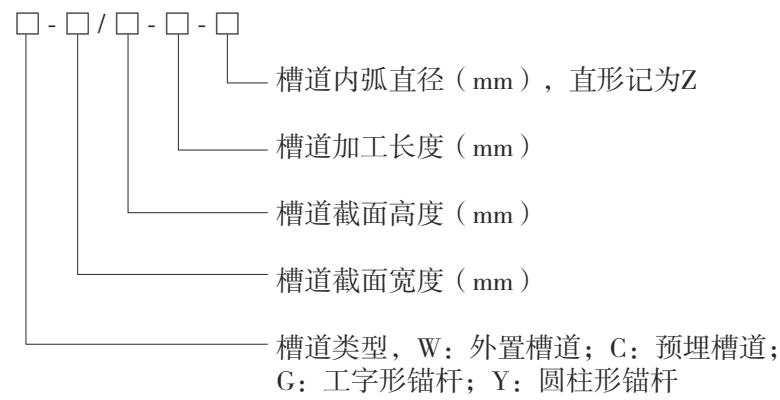 □-□/□-□-□
槽道内弧直径（mm），直形记为Z
槽道加工长度（mm）
槽道截面高度（mm）
槽道截面宽度（mm）
槽道类型，W：外置槽道；C：预埋槽道；
G：工字形锚杆；Y：圆柱形锚杆